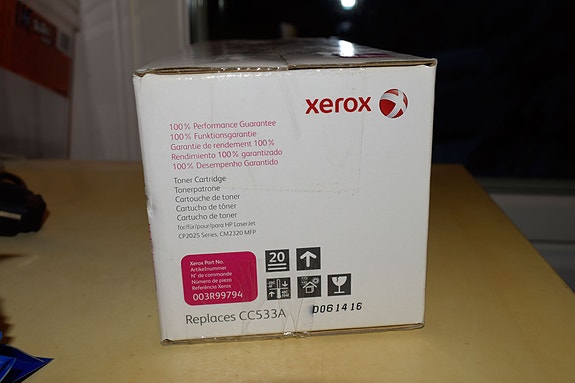 xerox
100% Performance Guarantee
100% Funktionsgarantie
Garantie de rendement 100%
Rendimiento 100% garantizado
100% Desempenho Garantido
Toner Cartridge
Tonerpatrone
Cartouche de toner
Cartucho de tóner
Cartucho de toner
for/für/pour/para HP LaserJet
CP2025 Series, CM2320 MFP
Xerox Part No.
Artikelnummer
N° de commande
Número de pieza
Referência Xerox
003R99794
20
Replaces CC533A
D061416